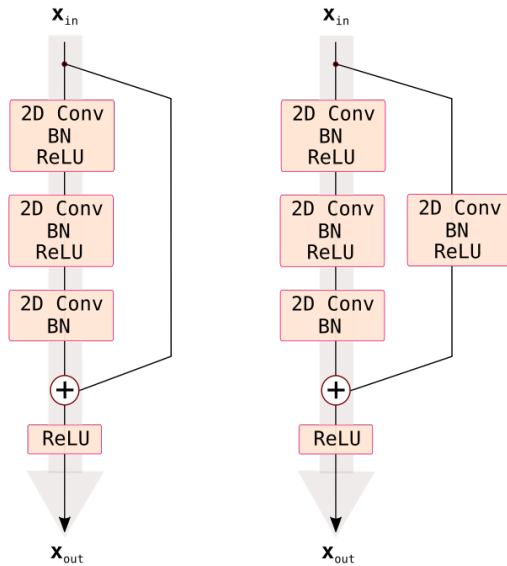 x_in
2D Conv
BN
ReLU
2D Conv
BN
ReLU
2D Conv
BN
+
ReLU
x_out
x_in
2D Conv
BN
ReLU
2D Conv
BN
ReLU
2D Conv
BN
ReLU
2D Conv
BN
+
ReLU
x_out